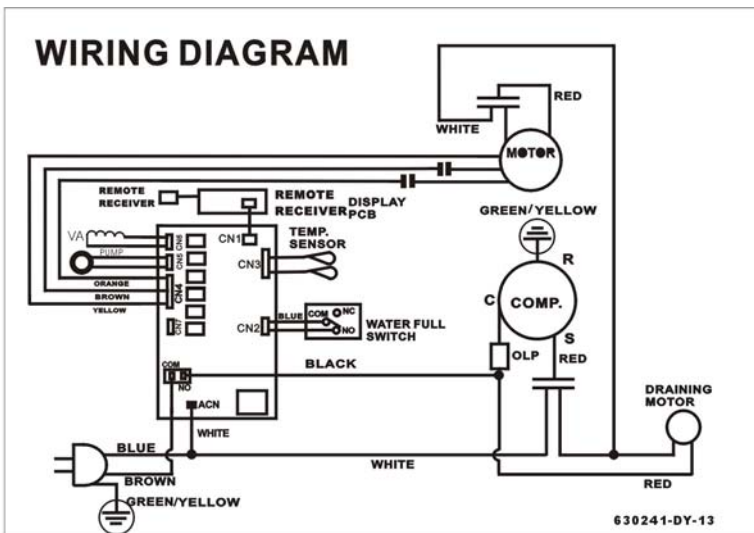 WIRING DIAGRAM
RED
WHITE
MOTOR
REMOTE
RECEIVER
REMOTE
RECEIVER
DISPLAY
PCB
GREEN/YELLOW
VA
CN6
CN1
TEMP.
SENSOR
PUMP
CN5
CN3
R
ORANGE
CN4
BROWN
YELLOW
C
COMP.
CN7
CN2
BLUE
COM
NC
NO
WATER FULL
SWITCH
S
OLP
RED
COM
NO
BLACK
DRAINING
MOTOR
ACN
WHITE
BLUE
WHITE
BROWN
RED
GREEN/YELLOW
630241-DY-13